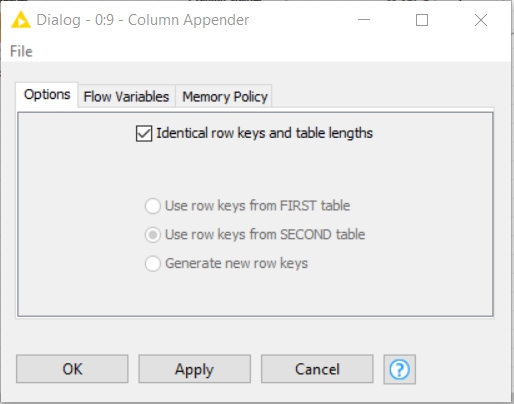 Dialog - 0:9 - Column Appender
File
Options Flow Variables Memory Policy
Identical row keys and table lengths
Use row keys from FIRST table
Use row keys from SECOND table
Generate new row keys
OK Apply Cancel ?